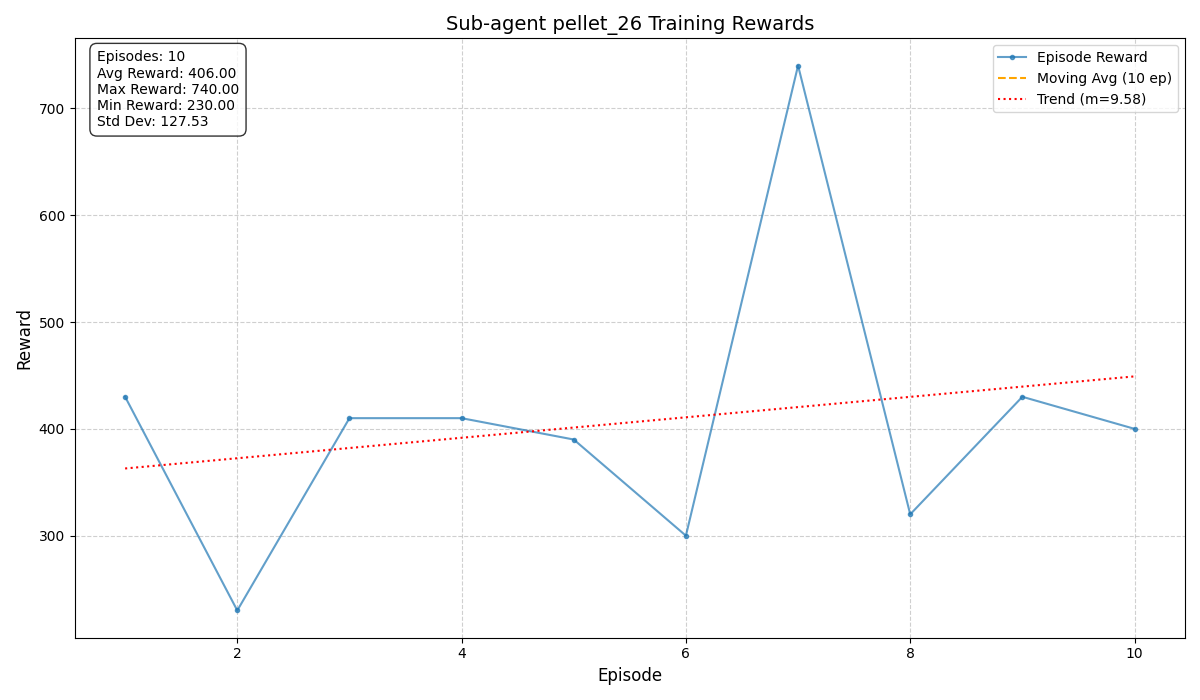 Sub-agent pellet_26 Training Rewards
Episodes: 10
Avg Reward: 406.00
Max Reward: 740.00
Min Reward: 230.00
Std Dev: 127.53
Episode Reward
Moving Avg (10 ep)
Trend (m=9.58)
700
600
500
400
300
Reward
2
4
6
8
10
Episode